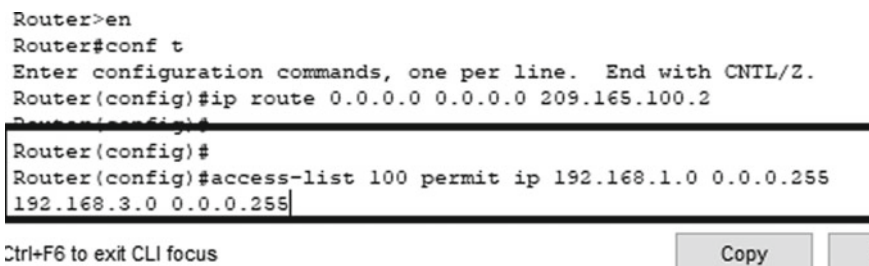 Router>en
Router#conf t
Enter configuration commands, one per line. End with CNTL/Z.
Router(config)#ip route 0.0.0.0 0.0.0.0 209.165.100.2
Router(config)#
Router(config)#
Router(config)#access-list 100 permit ip 192.168.1.0 0.0.0.255
192.168.3.0 0.0.0.255
Ctrl+F6 to exit CLI focus
Copy